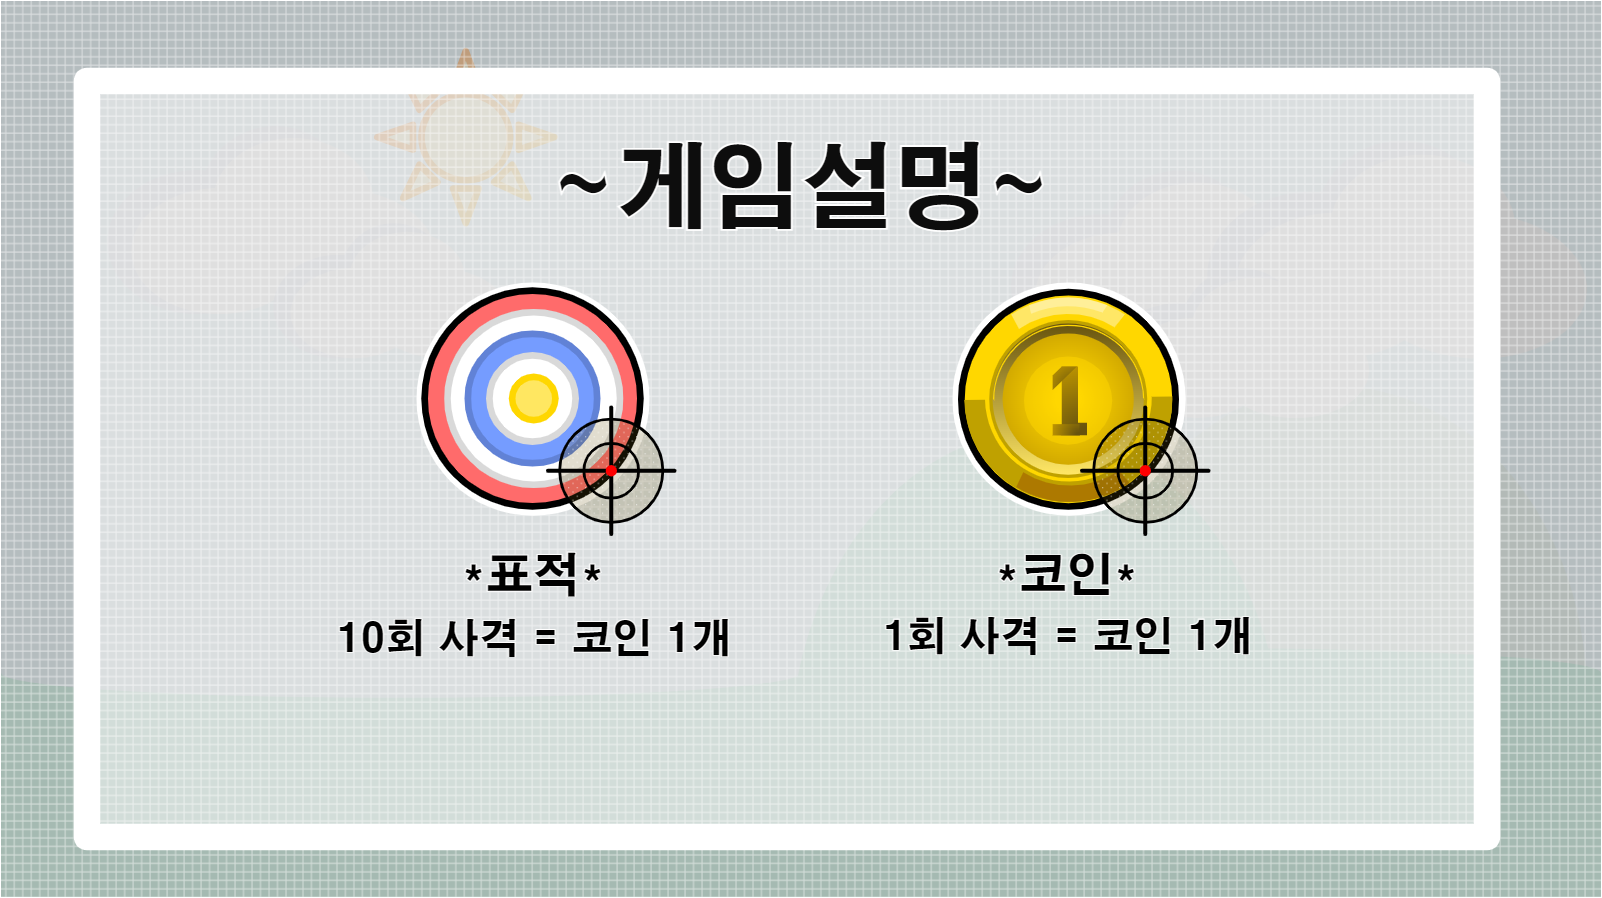 ~게임설명~
1
*표적*
*코인*
10회 사격 = 코인 1개
1회 사격 = 코인 1개